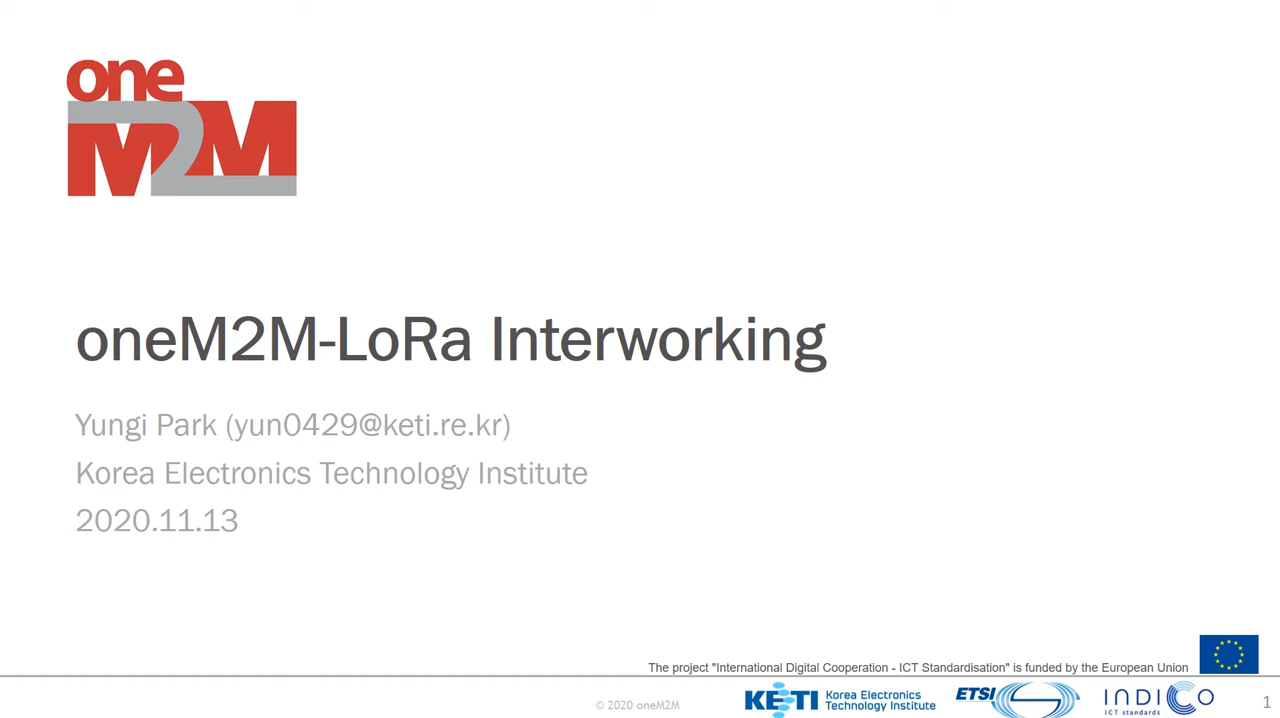 one
M2M
oneM2M-LoRa Interworking
Yungi Park (yun0429@keti.re.kr)
Korea Electronics Technology Institute
2020.11.13
The project "International Digital Cooperation - ICT Standardisation" is funded by the European Union
© 2020 oneM2M
KETI Korea Electronics
Technology Institute
ETSI
INDICO
ICT standards
1